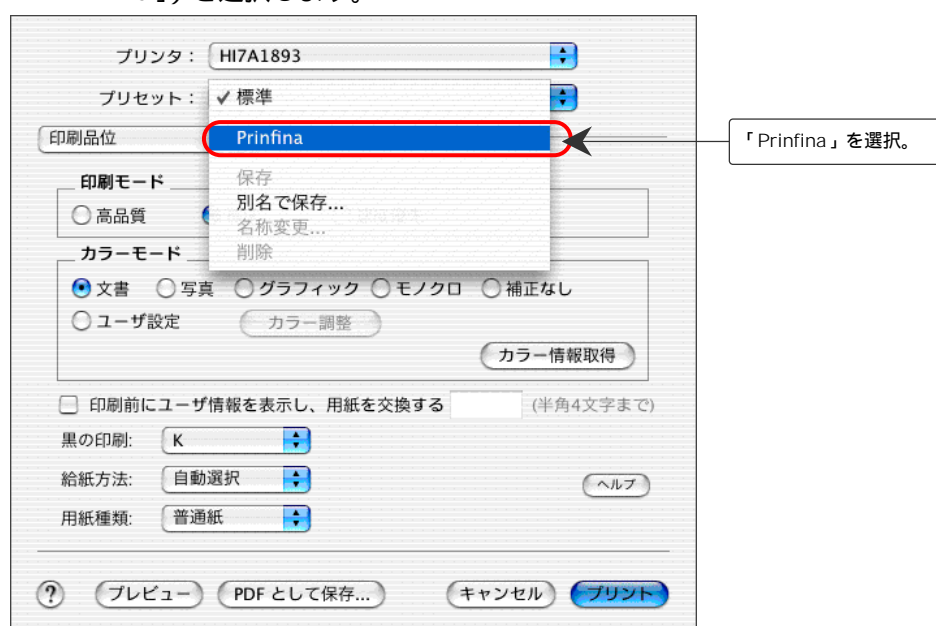 を選択します。
プリンタ： HI7A1893
プリセット： ✓ 標準
印刷品位 Prinfina
「Prinfina」を選択。
保存
別名で保存...
名称変更...
削除
印刷モード
高品質
カラーモード
文書 写真 グラフィック モノクロ 補正なし
ユーザ設定 カラー調整
カラー情報取得
印刷前にユーザ情報を表示し、用紙を交換する (半角4文字まで)
黒の印刷: K
給紙方法: 自動選択
ヘルプ
用紙種類: 普通紙
? プレビュー PDF として保存... キャンセル プリント